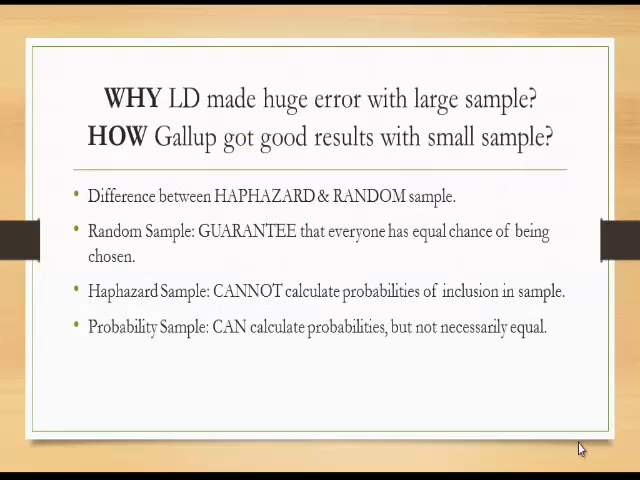 WHY LD made huge error with large sample?
HOW Gallup got good results with small sample?
• Difference between HAPHAZARD & RANDOM sample.
• Random Sample: GUARANTEE that everyone has equal chance of being
chosen.
• Haphazard Sample: CANNOT calculate probabilities of inclusion in sample.
• Probability Sample: CAN calculate probabilities, but not necessarily equal.